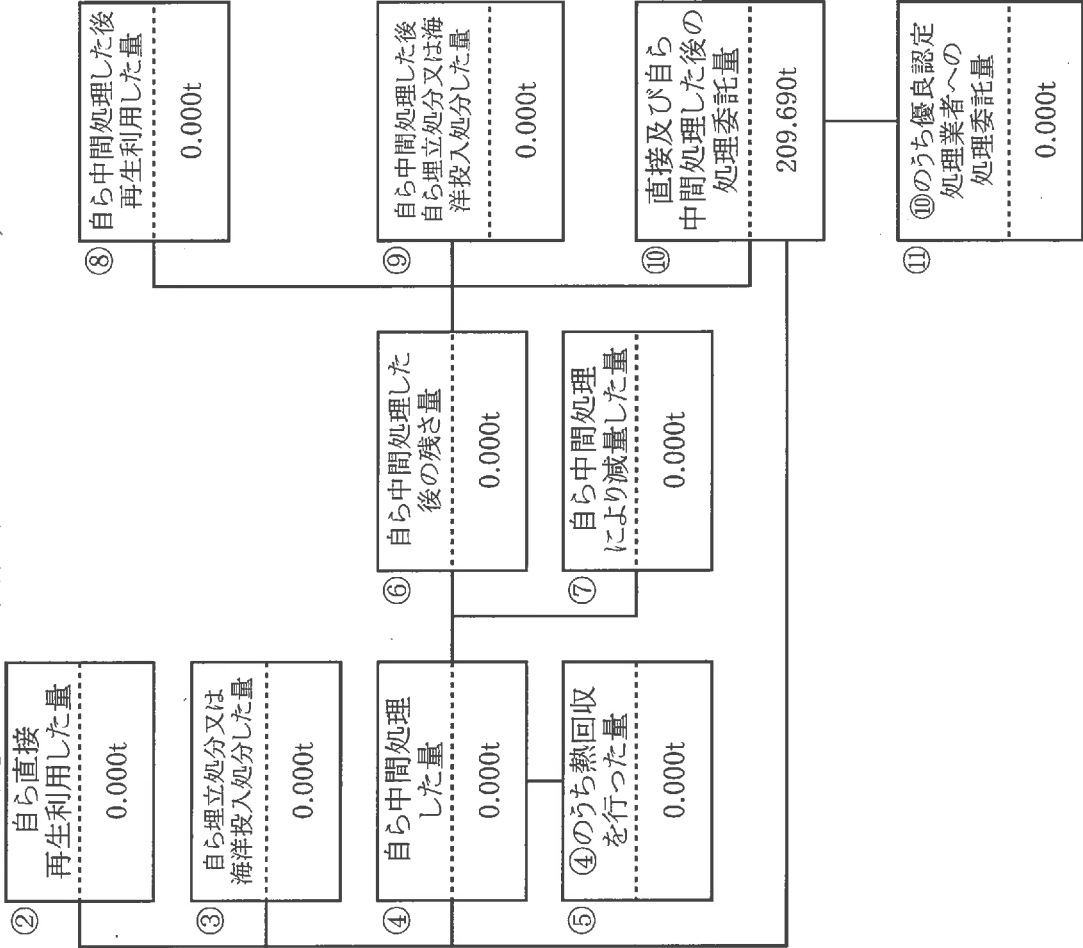 ②
自ら直接
再生利用した量
0.000t
③
自ら埋立処分又は
海洋投入処分した量
0.000t
④
自ら中間処理
した量
0.000t
⑤
④のうち熱回収
を行った量
0.000t
⑥
自ら中間処理した
後の残さ量
0.000t
⑦
自ら中間処理
により減量した量
0.000t
⑧
自ら中間処理した後
再生利用した量
0.000t
⑨
自ら中間処理した後
自ら埋立処分又は海
洋投入処分した量
0.000t
⑩
直接及び自ら
中間処理した後の
処理委託量
209.690t
⑪
⑩のうち優良認定
処理業者への
処理委託量
0.000t